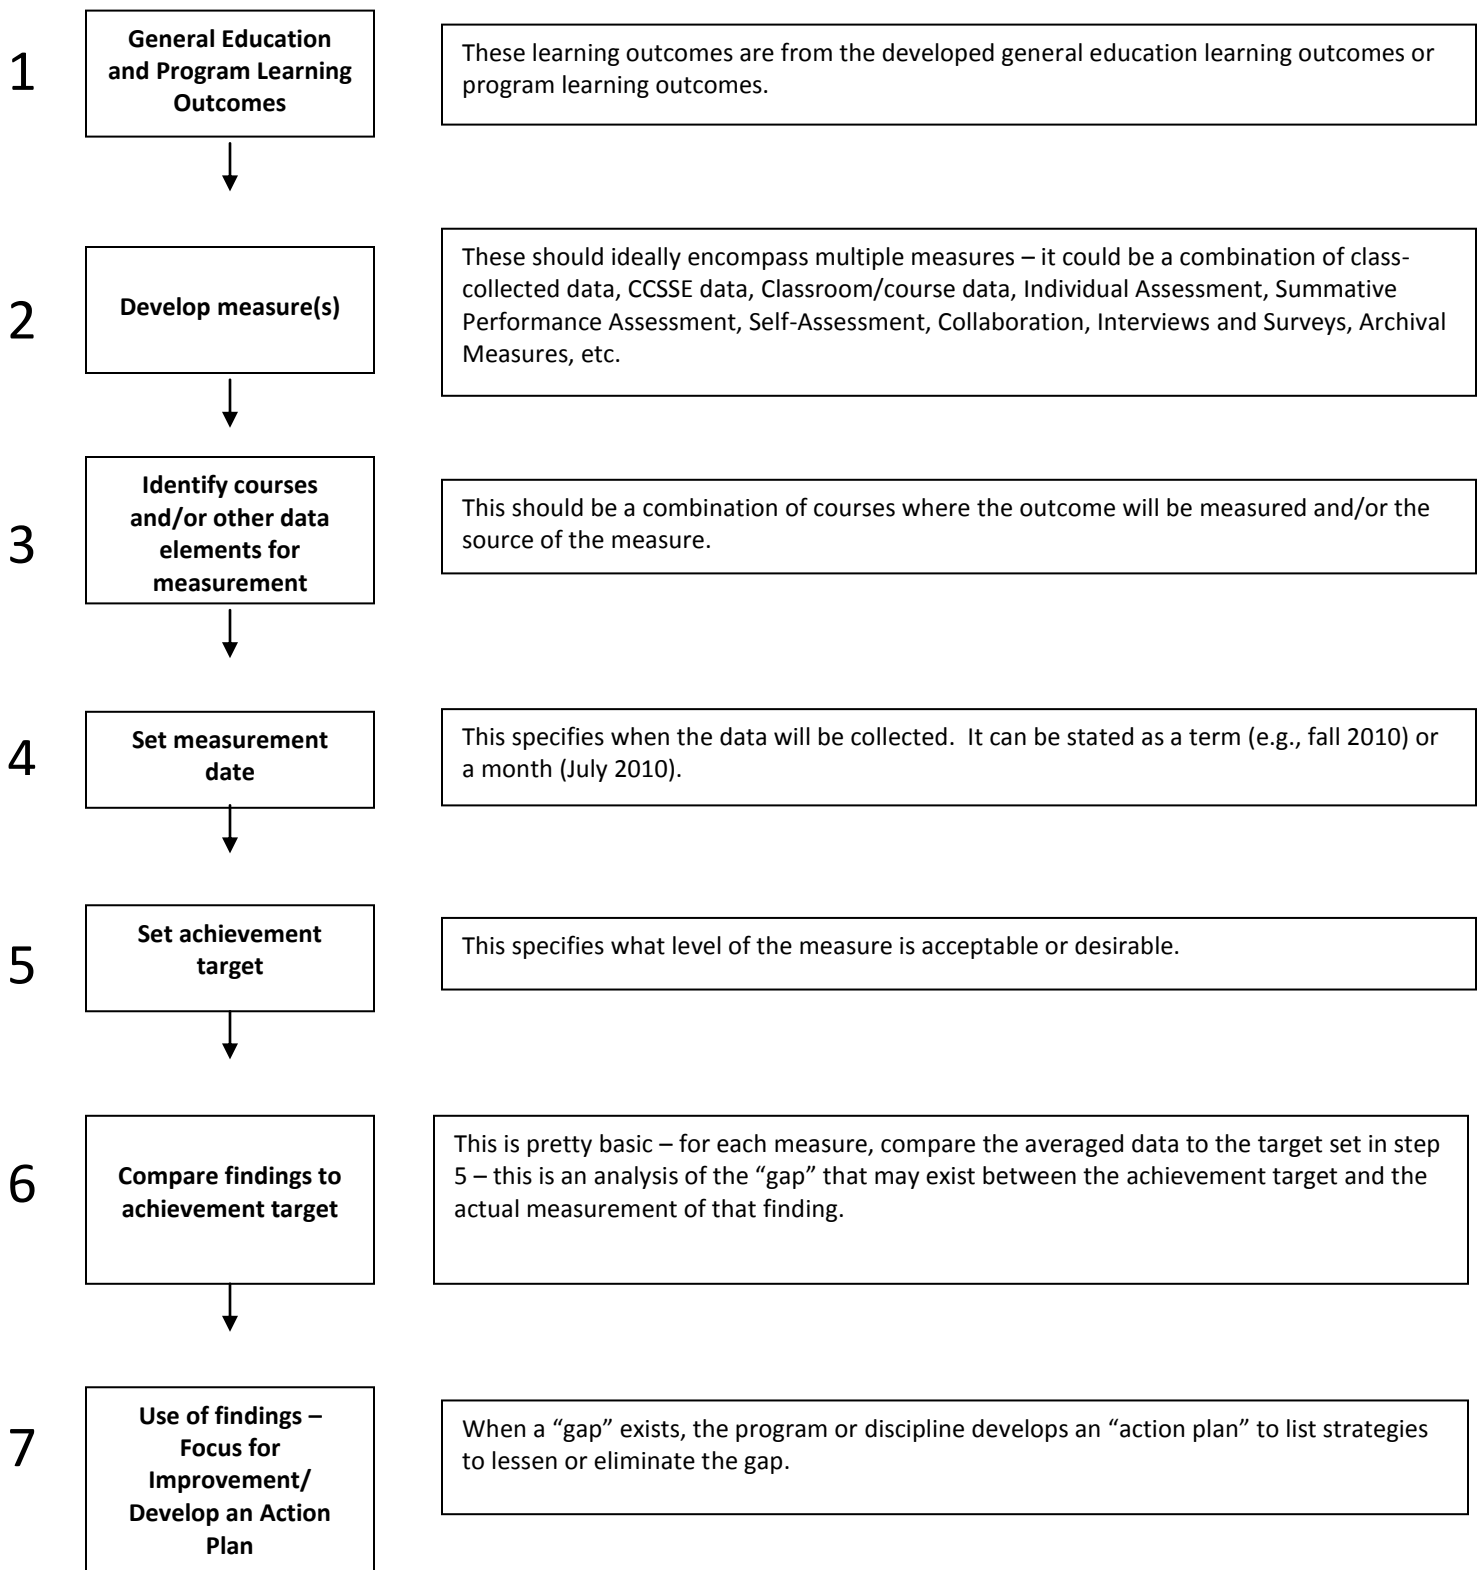 1
General Education
and Program Learning
Outcomes
These learning outcomes are from the developed general education learning outcomes or
program learning outcomes.
2
Develop measure(s)
These should ideally encompass multiple measures – it could be a combination of class-
collected data, CCSSE data, Classroom/course data, Individual Assessment, Summative
Performance Assessment, Self-Assessment, Collaboration, Interviews and Surveys, Archival
Measures, etc.
3
Identify courses
and/or other data
elements for
measurement
This should be a combination of courses where the outcome will be measured and/or the
source of the measure.
4
Set measurement
date
This specifies when the data will be collected.  It can be stated as a term (e.g., fall 2010) or
a month (July 2010).
5
Set achievement
target
This specifies what level of the measure is acceptable or desirable.
6
Compare findings to
achievement target
This is pretty basic – for each measure, compare the averaged data to the target set in step
5 – this is an analysis of the “gap” that may exist between the achievement target and the
actual measurement of that finding.
7
Use of findings –
Focus for
Improvement/
Develop an Action
Plan
When a “gap” exists, the program or discipline develops an “action plan” to list strategies
to lessen or eliminate the gap.